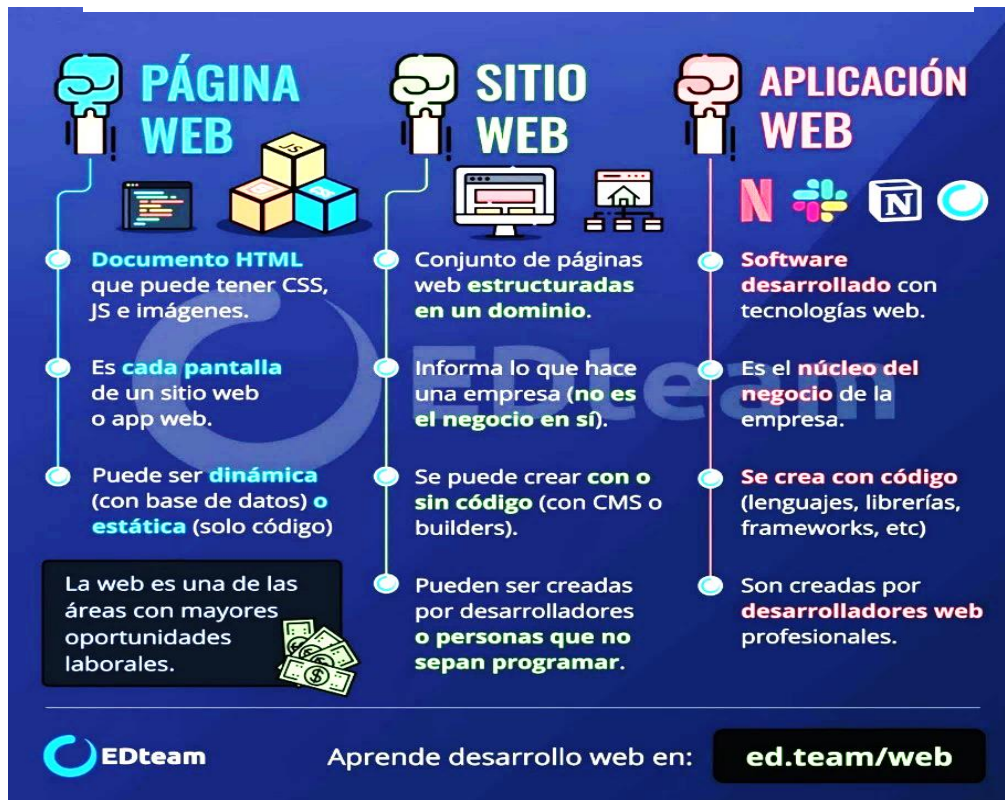 PÁGINA
WEB
JS
CSS
Documento HTML
que puede tener CSS,
JS e imágenes.
Es cada pantalla
de un sitio web
o app web.
Puede ser dinámica
(con base de datos) o
estática (solo código)
La web es una de las
áreas con mayores
oportunidades
laborales.
SITIO
WEB
Conjunto de páginas
web estructuradas
en un dominio.
Informa lo que hace
una empresa (no es
el negocio en sí).
Se puede crear con o
sin código (con CMS o
builders).
Pueden ser creadas
por desarrolladores
o personas que no
sepan programar.
APLICACIÓN
WEB
N
N
Software
desarrollado con
tecnologías web.
Es el núcleo del
negocio de la
empresa.
Se crea con código
(lenguajes, librerías,
frameworks, etc)
Son creadas por
desarrolladores web
profesionales.
EDteam
EDteam
Aprende desarrollo web en:
ed.team/web